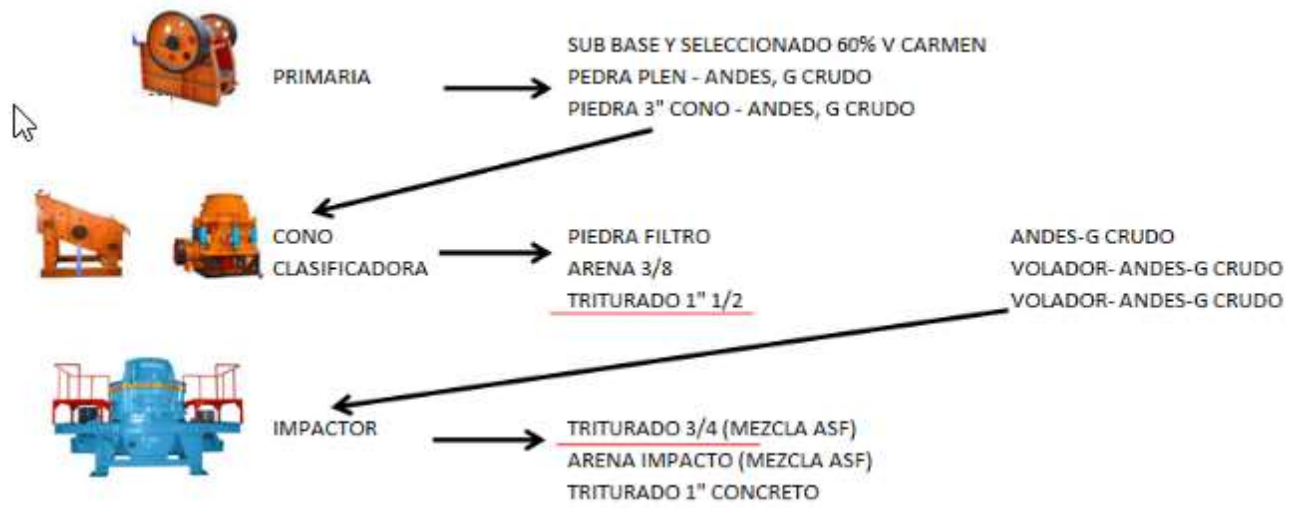 SUB BASE Y SELECCIONADO 60% V CARMEN
PRIMARIA
PEDRA PLEN - ANDES, G CRUDO
PIEDRA 3" CONO - ANDES, G CRUDO
CONO
PIEDRA FILTRO
ANDES-G CRUDO
CLASIFICADORA
ARENA 3/8
VOLADOR- ANDES-G CRUDO
TRITURADO 1" 1/2
VOLADOR- ANDES-G CRUDO
IMPACTOR
TRITURADO 3/4 (MEZCLA ASF)
ARENA IMPACTO (MEZCLA ASF)
TRITURADO 1" CONCRETO